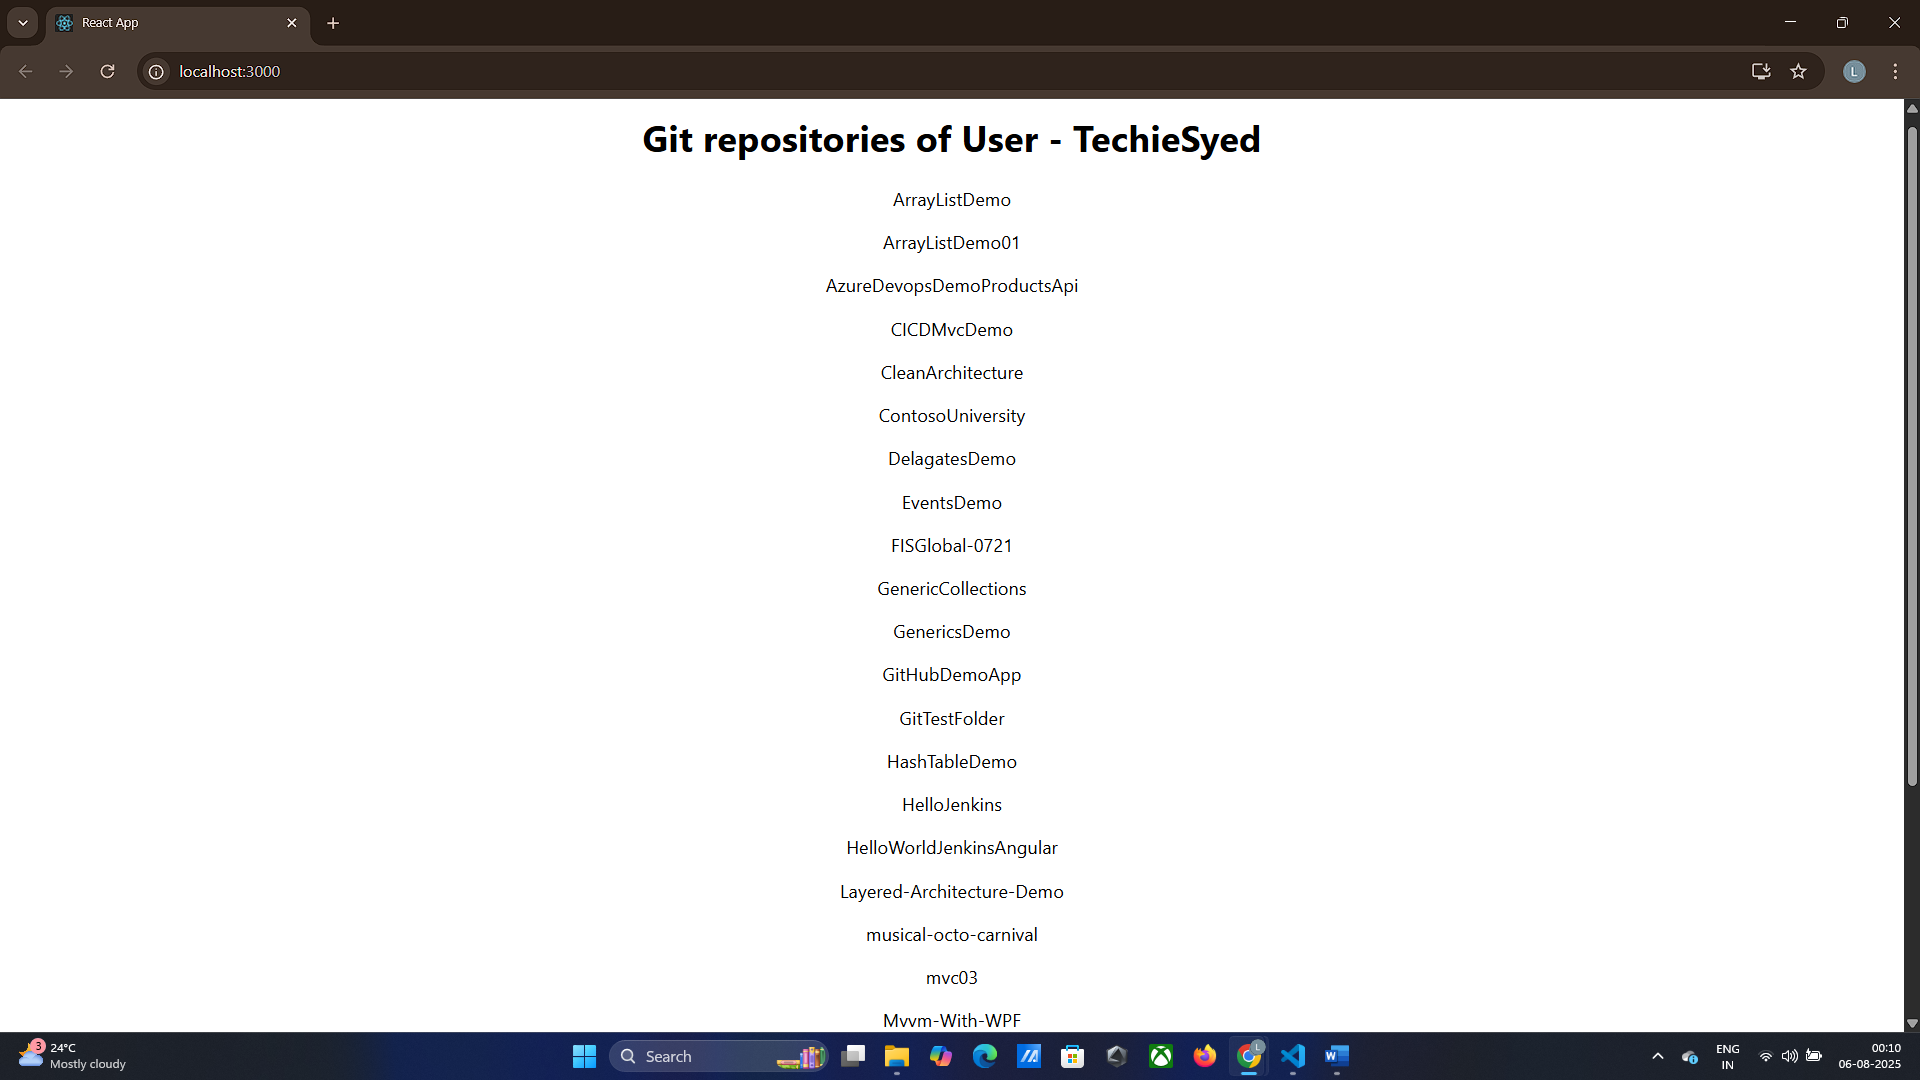 React App
localhost:3000
L
Git repositories of User - TechieSyed
ArrayListDemo
ArrayListDemo01
AzureDevopsDemoProductsApi
CICDMvcDemo
CleanArchitecture
ContosoUniversity
DelagatesDemo
EventsDemo
FISGlobal-0721
GenericCollections
GenericsDemo
GitHubDemoApp
GitTestFolder
HashTableDemo
HelloJenkins
HelloWorldJenkinsAngular
Layered-Architecture-Demo
musical-octo-carnival
mvc03
Mvvm-With-WPF
3
24°C
Mostly cloudy
Search
L
W
ENG
IN
00:10
06-08-2025